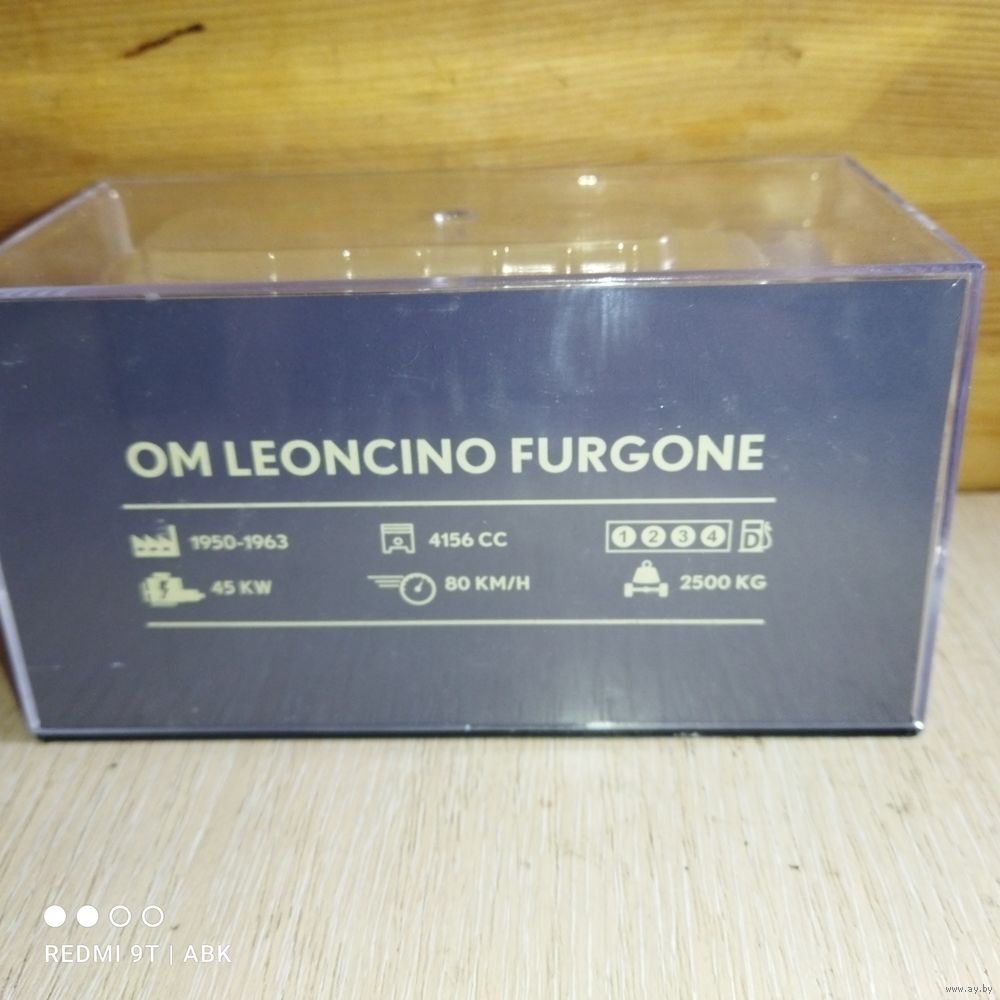 OM LEONCINO FURGONE
1950-1963 4156 CC 1 2 3 4 D
45 KW 80 KM/H 2500 KG
REDMI 9T | ABK
www.ay.by